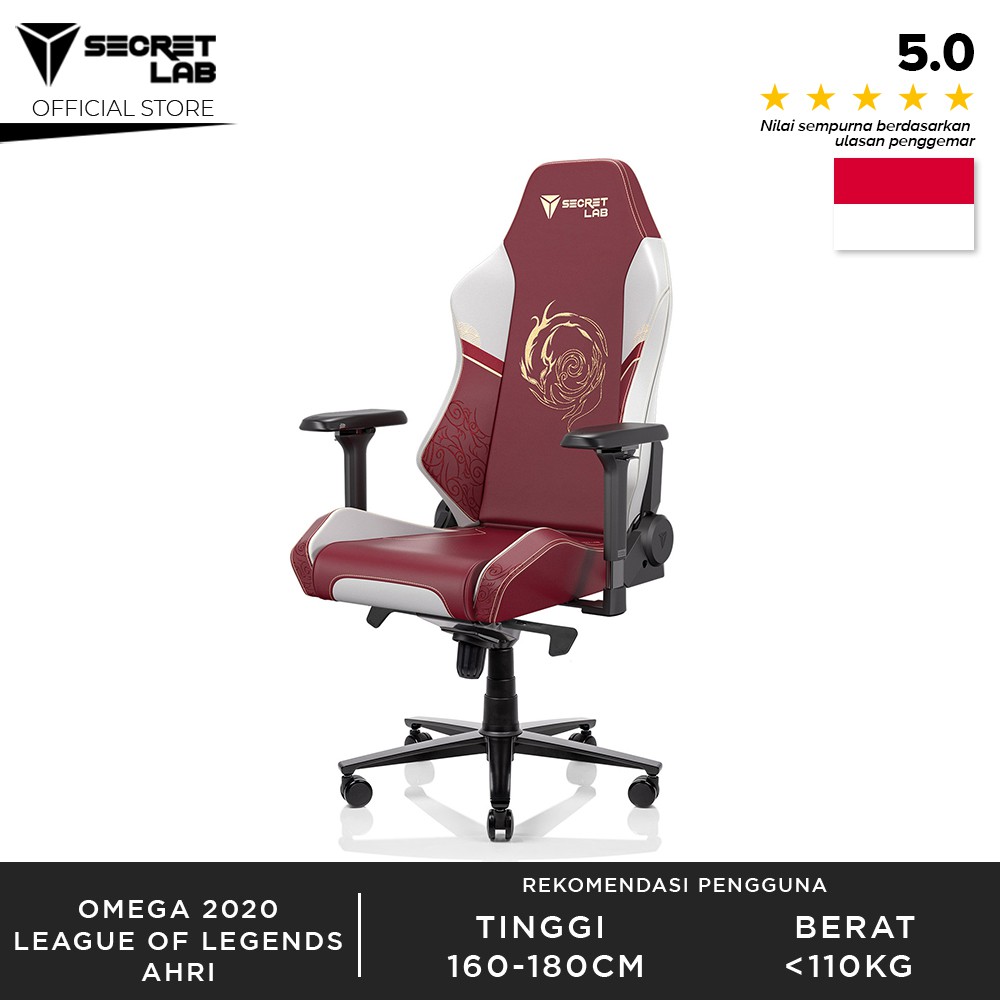 SECRET
LAB
OFFICIAL STORE
5.0
Nilai sempurna berdasarkan
ulasan penggemar
SECRET
LAB
OMEGA 2020
LEAGUE OF LEGENDS
AHRI
REKOMENDASI PENGGUNA
TINGGI
160-180CM
BERAT
<110KG